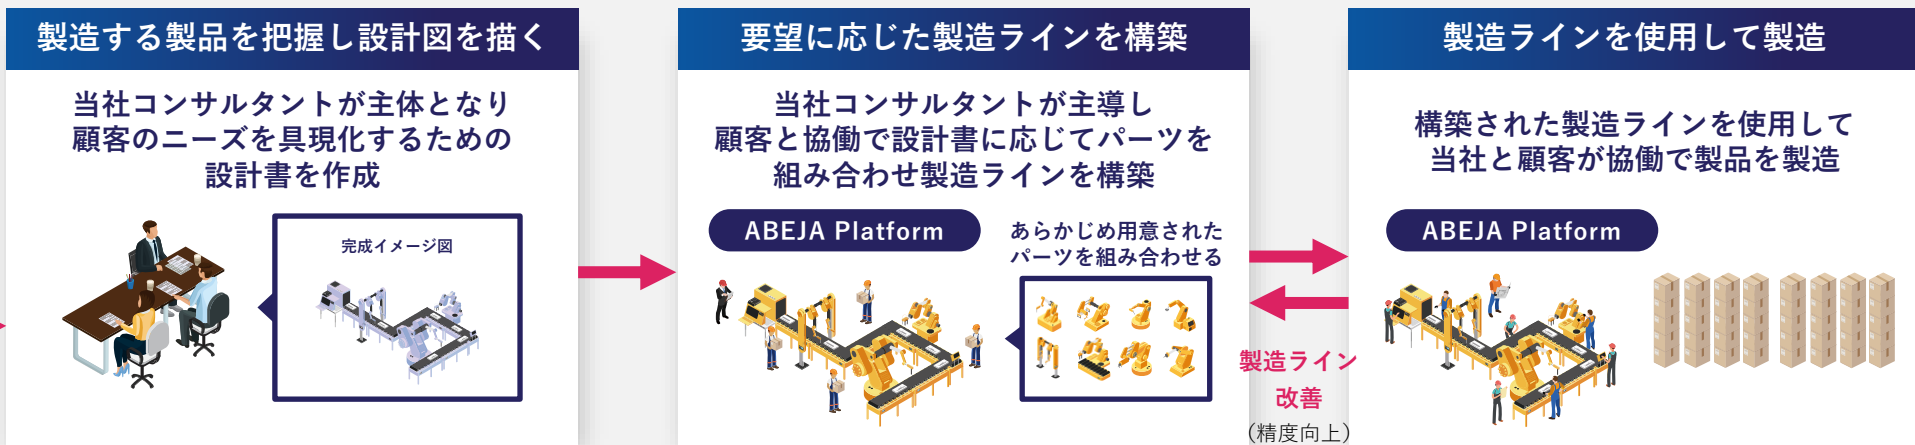 製造する製品を把握し設計図を描く
当社コンサルタントが主体となり
顧客のニーズを具現化するための
設計書を作成
完成イメージ図
要望に応じた製造ラインを構築
当社コンサルタントが主導し
顧客と協働で設計書に応じてパーツを
組み合わせ製造ラインを構築
ABEJA Platform
あらかじめ用意された
パーツを組み合わせる
製造ライン
改善
(精度向上)
製造ラインを使用して製造
構築された製造ラインを使用して
当社と顧客が協働で製品を製造
ABEJA Platform